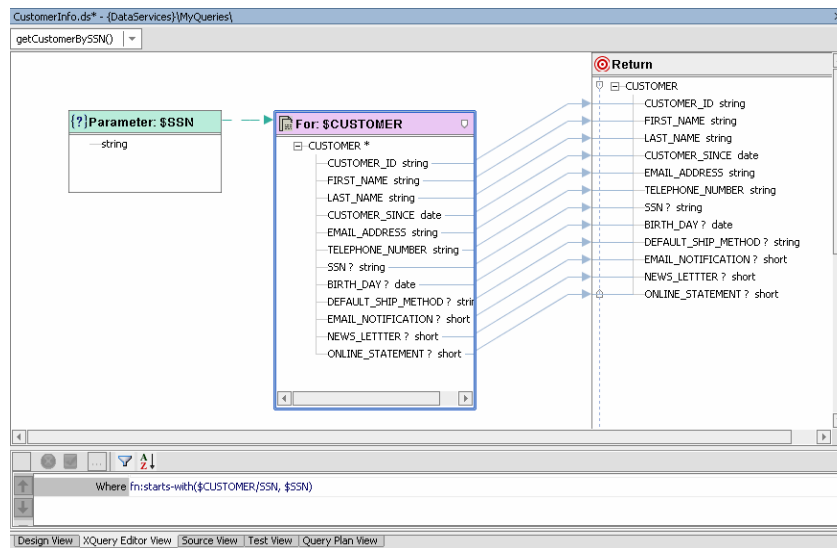 CustomerInfo.ds* - {DataServices}\MyQueries\
getCustomerBySSN()
{?}Parameter: $SSN
string
For: $CUSTOMER
CUSTOMER *
CUSTOMER_ID string
FIRST_NAME string
LAST_NAME string
CUSTOMER_SINCE date
EMAIL_ADDRESS string
TELEPHONE_NUMBER string
SSN ? string
BIRTH_DAY ? date
DEFAULT_SHIP_METHOD ? strin
EMAIL_NOTIFICATION ? short
NEWS_LETTTER ? short
ONLINE_STATEMENT ? short
Return
CUSTOMER
CUSTOMER_ID string
FIRST_NAME string
LAST_NAME string
CUSTOMER_SINCE date
EMAIL_ADDRESS string
TELEPHONE_NUMBER string
SSN ? string
BIRTH_DAY ? date
DEFAULT_SHIP_METHOD ? string
EMAIL_NOTIFICATION ? short
NEWS_LETTTER ? short
ONLINE_STATEMENT ? short
Where fn:starts-with($CUSTOMER/SSN, $SSN)
Design View XQuery Editor View Source View Test View Query Plan View